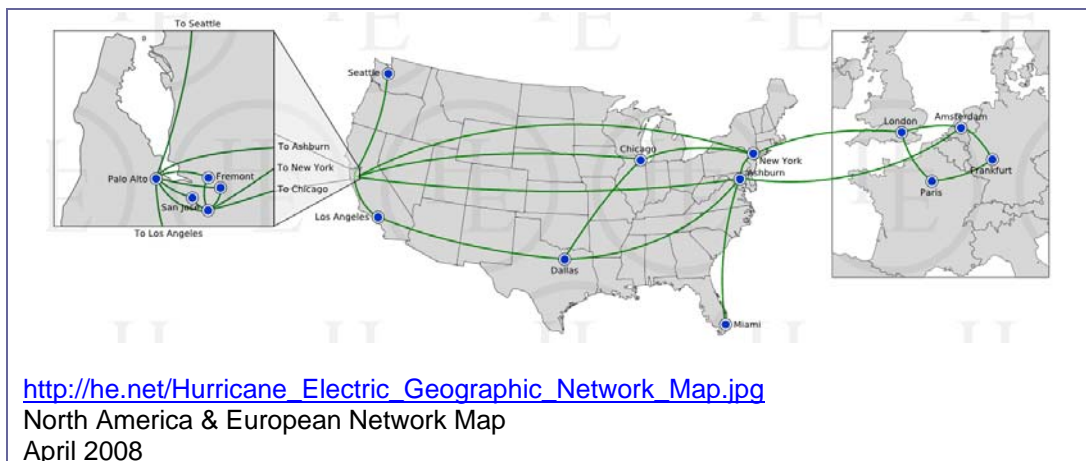 To Seattle
To Ashburn
To New York
To Chicago
Palo Alto
Fremont
San Jose
To Los Angeles
Seattle
Chicago
New York
Ashburn
Los Angeles
Dallas
Miami
London
Amsterdam
Frankfurt
Paris
http://he.net/Hurricane_Electric_Geographic_Network_Map.jpg
North America & European Network Map
April 2008